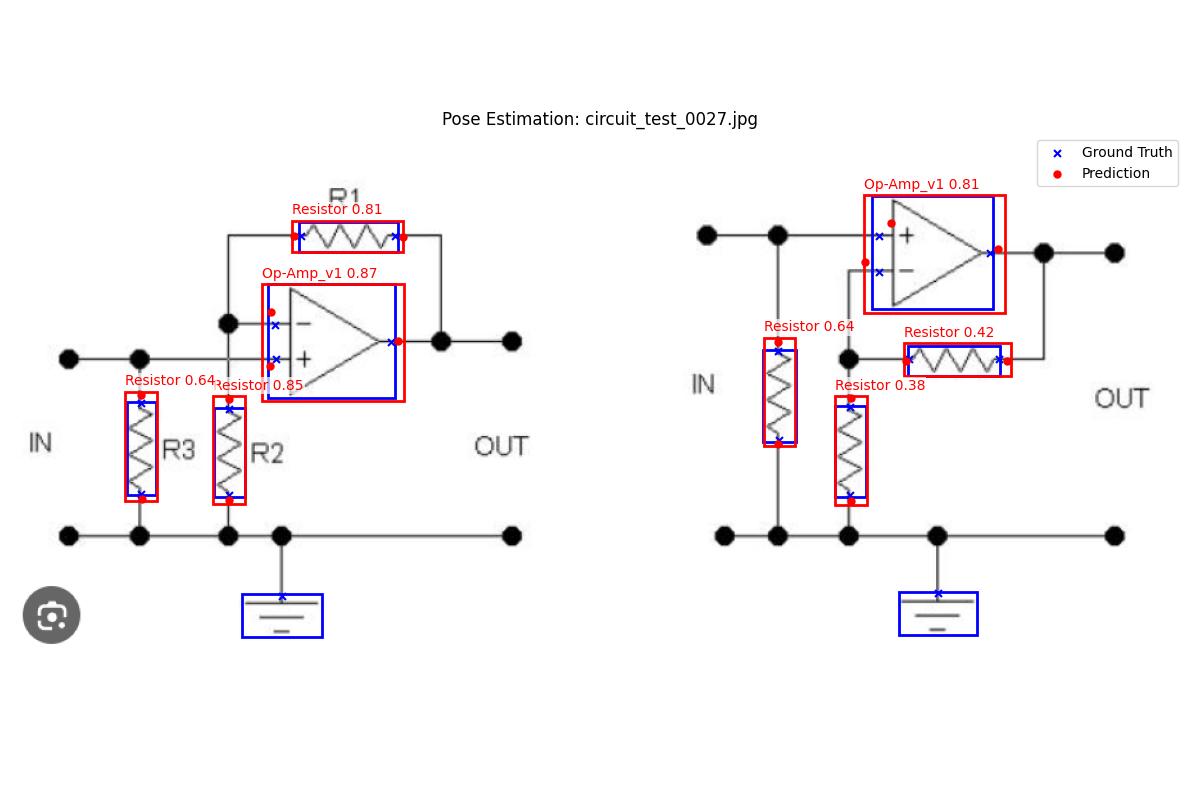 Pose Estimation: circuit_test_0027.jpg
Ground Truth
Prediction
R1
Resistor 0.81
Op-Amp_v1 0.87
−
+
Resistor 0.64
Resistor 0.85
IN
R3
R2
OUT
Op-Amp_v1 0.81
+
−
Resistor 0.64
Resistor 0.42
Resistor 0.38
IN
OUT